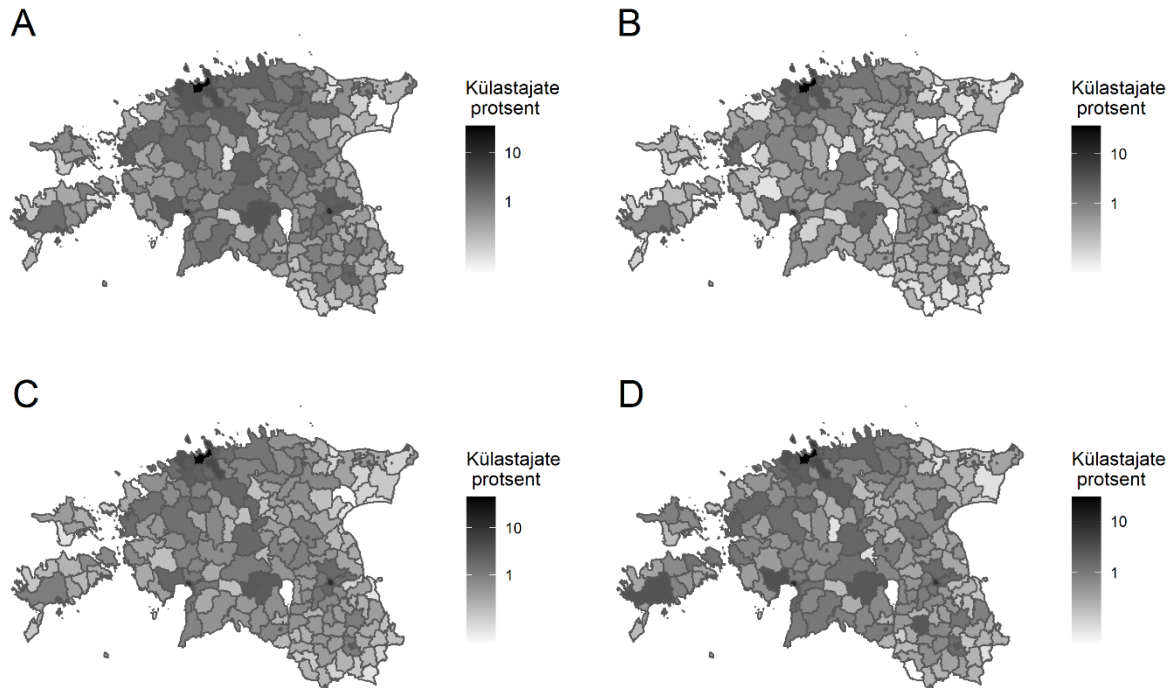 A
Külastajate
protsent
10
1
B
Külastajate
protsent
10
1
C
Külastajate
protsent
10
1
D
Külastajate
protsent
10
1